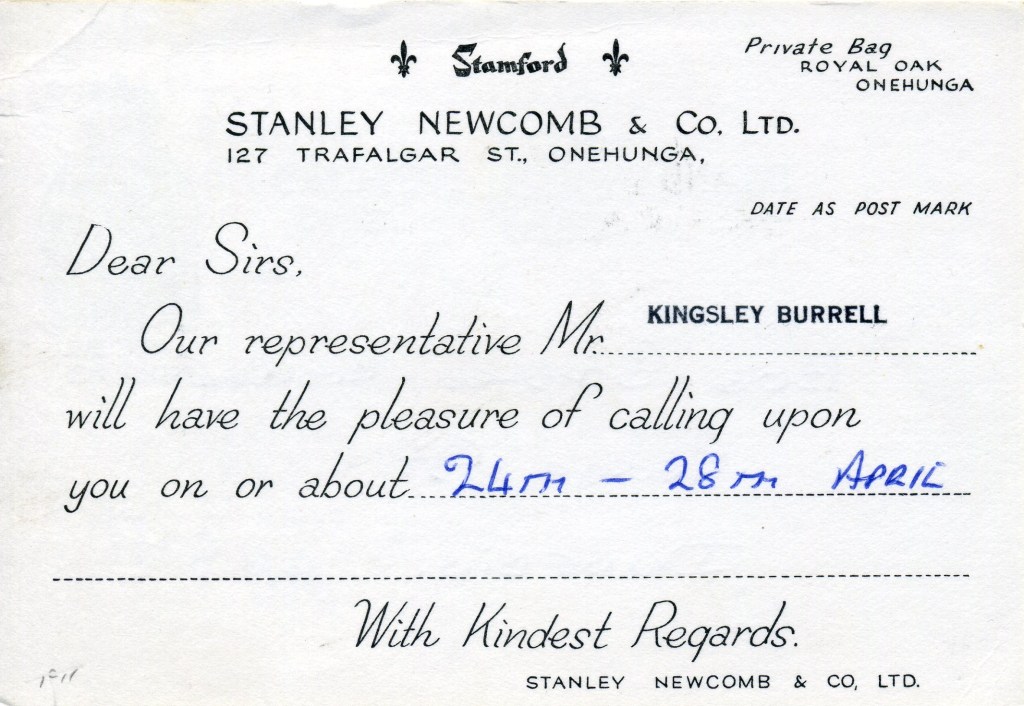 Stamford
Private Bag
ROYAL OAK
ONEHUNGA
STANLEY NEWCOMB & Co. LTD.
127 TRAFALGAR ST., ONEHUNGA,
DATE AS POST MARK
Dear Sirs,
Our representative Mr. KINGSLEY BURRELL
will have the pleasure of calling upon
you on or about 24TH – 28TH APRIL
With Kindest Regards.
STANLEY NEWCOMB & CO, LTD.